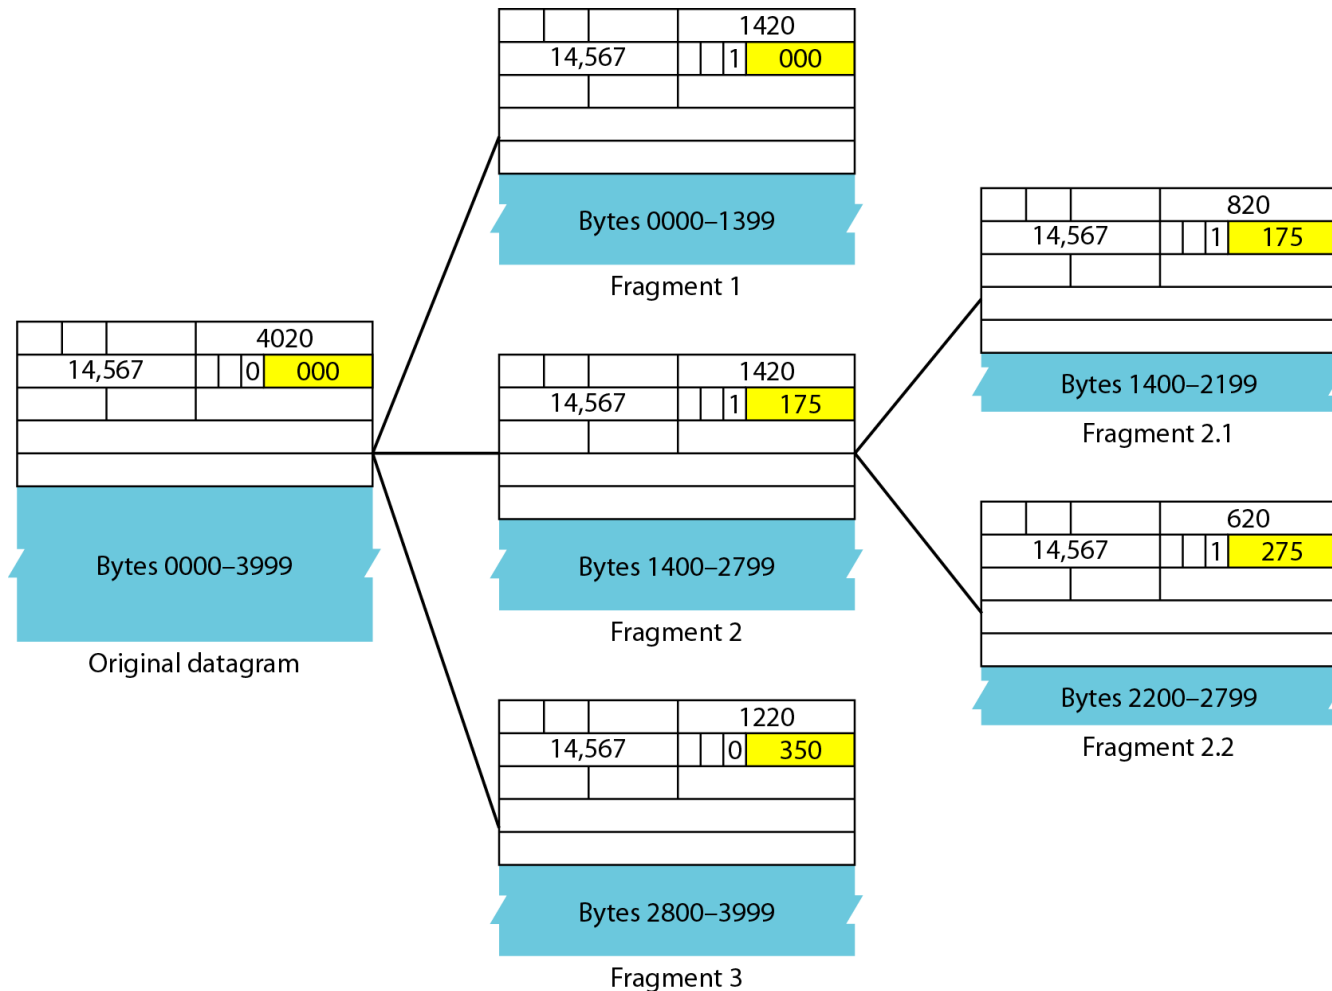 4020
14,567 0 000
Bytes 0000–3999
Original datagram
1420
14,567 1 000
Bytes 0000–1399
Fragment 1
1420
14,567 1 175
Bytes 1400–2799
Fragment 2
1220
14,567 0 350
Bytes 2800–3999
Fragment 3
820
14,567 1 175
Bytes 1400–2199
Fragment 2.1
620
14,567 1 275
Bytes 2200–2799
Fragment 2.2